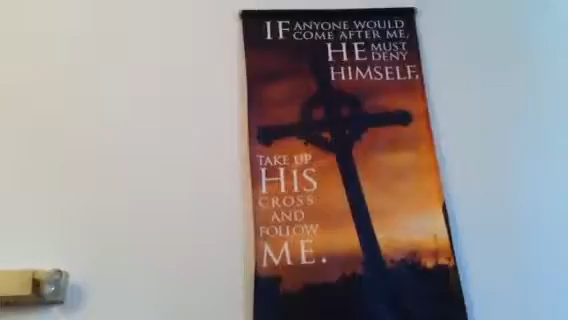 IF ANYONE WOULD
COME AFTER ME,
HE MUST
DENY
HIMSELF,
TAKE UP
HIS
CROSS
AND
FOLLOW
ME.